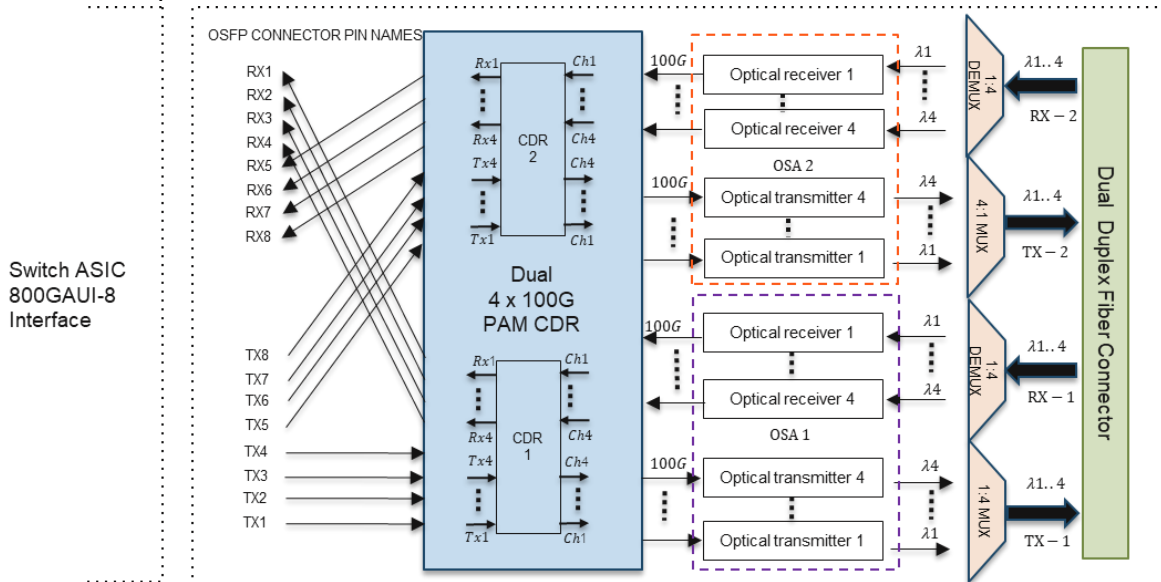 Switch ASIC
800GAUI-8
Interface
OSFP CONNECTOR PIN NAMES
RX1
RX2
RX3
RX4
RX5
RX6
RX7
RX8
TX8
TX7
TX6
TX5
TX4
TX3
TX2
TX1
Rx1
Ch1
Rx4
Ch4
CDR
2
Tx4
Ch4
Tx1
Ch1
Dual
4 x 100G
PAM CDR
Rx1
Ch1
Rx4
Ch4
CDR
1
Tx4
Ch4
Tx1
Ch1
100G
Optical receiver 1
λ1
Optical receiver 4
λ4
OSA 2
100G
Optical transmitter 4
λ4
Optical transmitter 1
λ1
100G
Optical receiver 1
λ1
Optical receiver 4
λ4
OSA 1
100G
Optical transmitter 4
λ4
Optical transmitter 1
λ1
1:4
DEMUX
λ1..4
RX−2
4:1 MUX
λ1..4
TX−2
1:4
DEMUX
λ1..4
RX−1
1:4 MUX
λ1..4
TX−1
Dual Duplex Fiber Connector